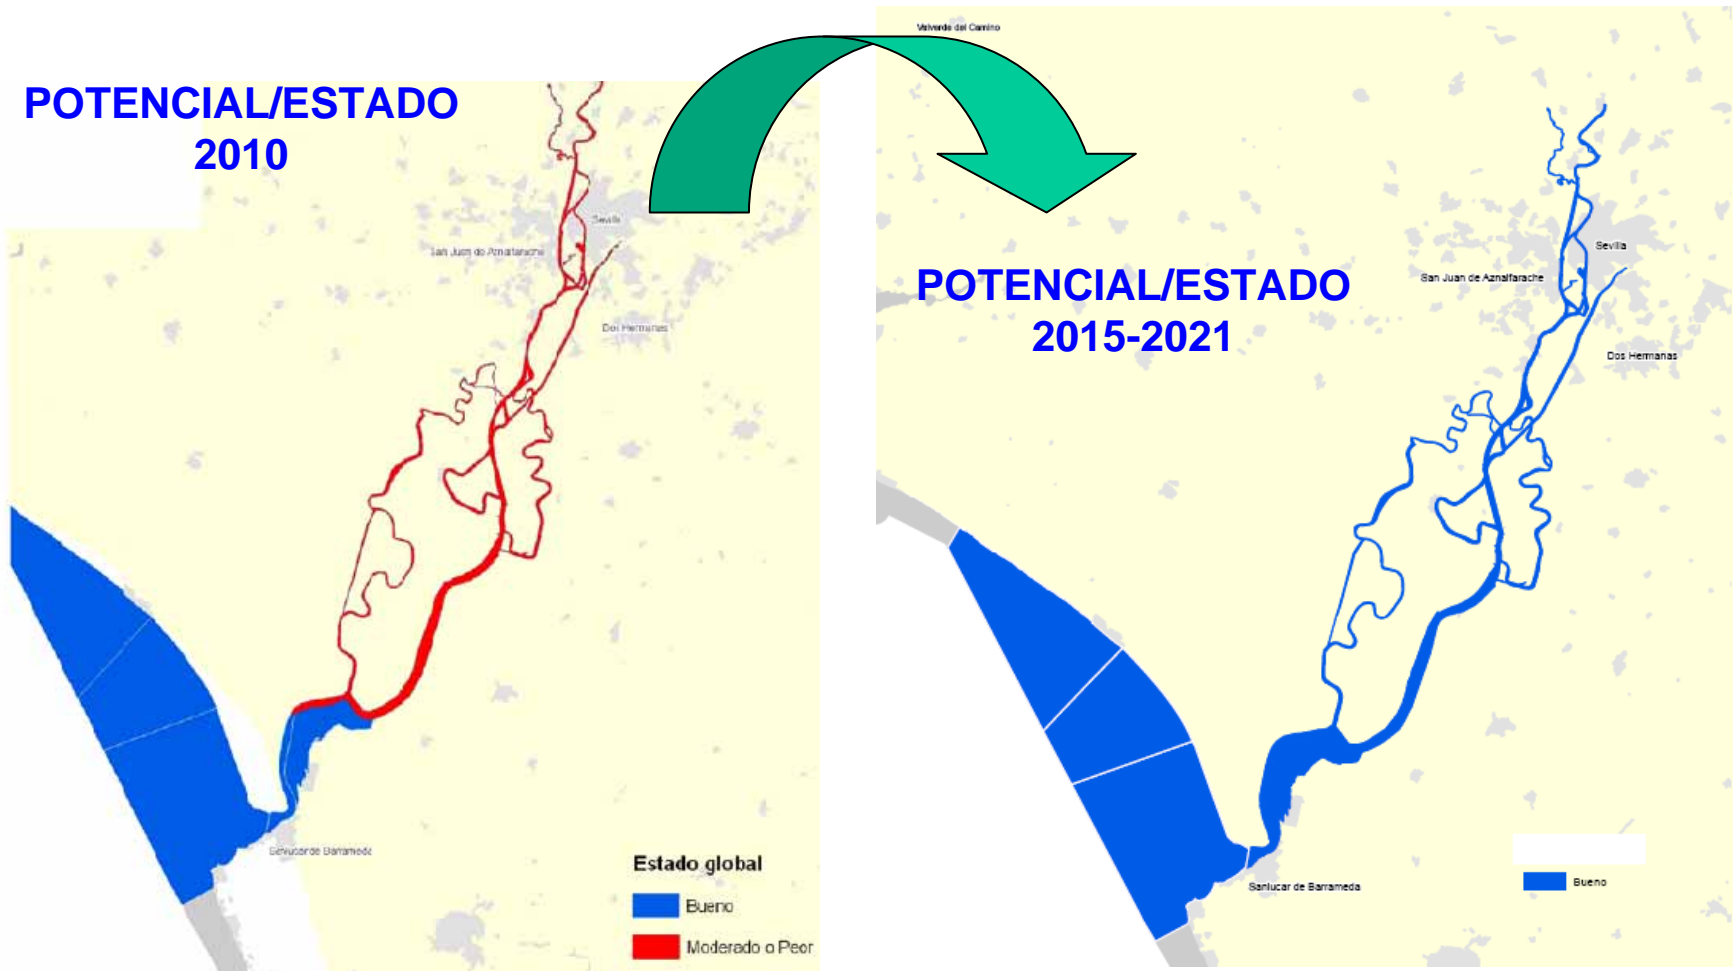 POTENCIAL/ESTADO
2010
Sevilla
San Juan de Aznalfarache
Dos Hermanas
Sanlucar de Barrameda
Estado global
Bueno
Moderado o Peor
Valverde del Camino
POTENCIAL/ESTADO
2015-2021
Sevilla
San Juan de Aznalfarache
Dos Hermanas
Sanlucar de Barrameda
Bueno